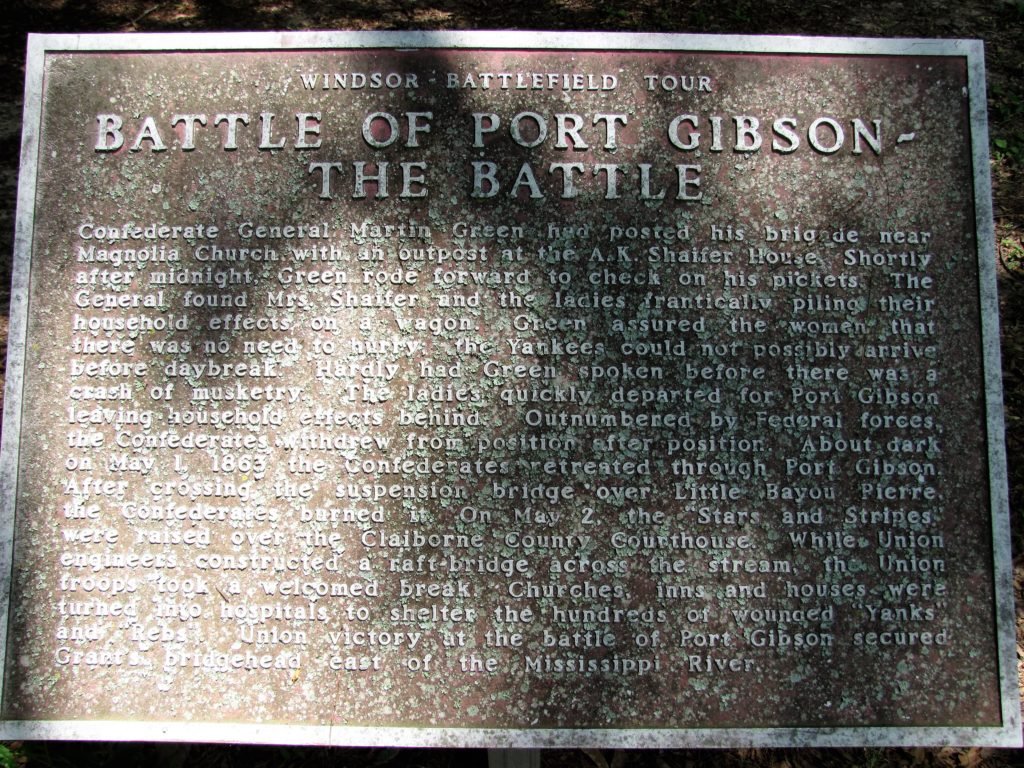 WINDSOR BATTLEFIELD TOUR
BATTLE OF PORT GIBSON -
THE BATTLE
Confederate General Martin Green had posted his brigade near
Magnolia Church with an outpost at the A.K. Shaifer House. Shortly
after midnight, Green rode forward to check on his pickets. The
General found Mrs. Shaifer and the ladies frantically piling their
household effects on a wagon. Green assured the women that
there was no need to hurry, the Yankees could not possibly arrive
before daybreak. Hardly had Green spoken before there was a
crash of musketry. The ladies quickly departed for Port Gibson
leaving household effects behind. Outnumbered by Federal forces,
the Confederates withdrew from position after position. About dark
on May 1, 1863 the Confederates retreated through Port Gibson.
After crossing the suspension bridge over Little Bayou Pierre,
the Confederates burned it. On May 2, the "Stars and Stripes,"
were raised over the Claiborne County Courthouse. While Union
engineers constructed a raft-bridge across the stream, the Union
troops took a welcomed break. Churches, inns and houses were
turned into hospitals to shelter the hundreds of wounded "Yanks"
and "Rebs". Union victory at the battle of Port Gibson secured
Grant's bridgehead east of the Mississippi River.